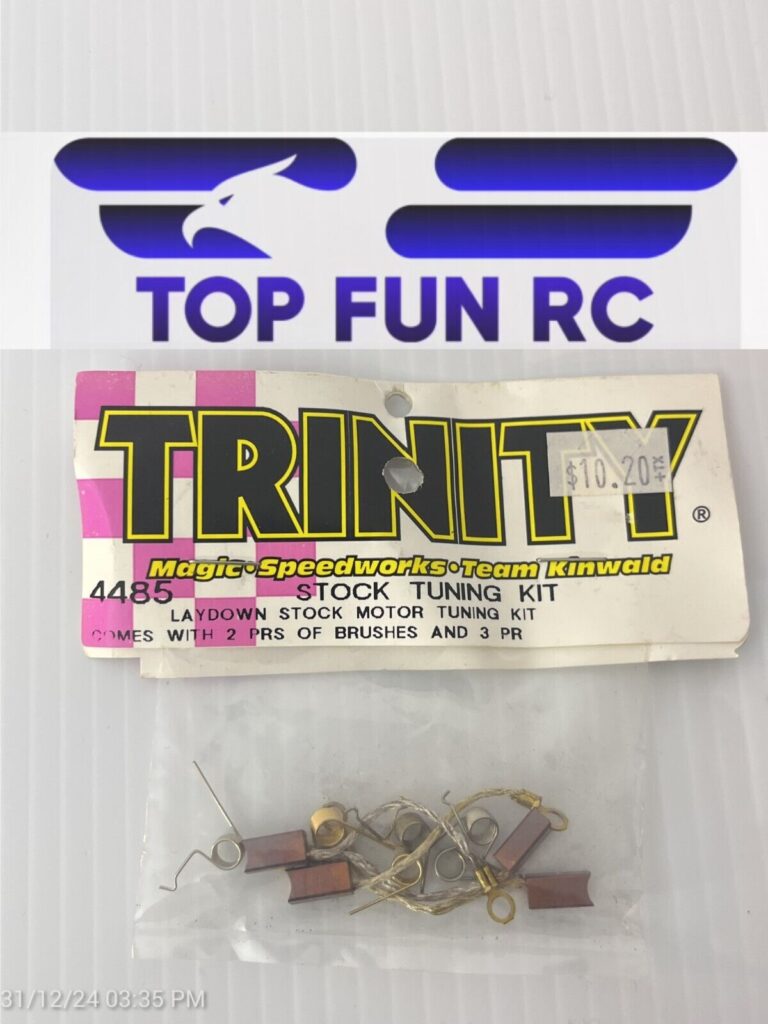 TOP FUN RC
TRINITY®
$10.20
+TX
Magic•Speedworks•Team Kinwald
4485 STOCK TUNING KIT
LAYDOWN STOCK MOTOR TUNING KIT
COMES WITH 2 PRS OF BRUSHES AND 3 PR
31/12/24 03:35 PM